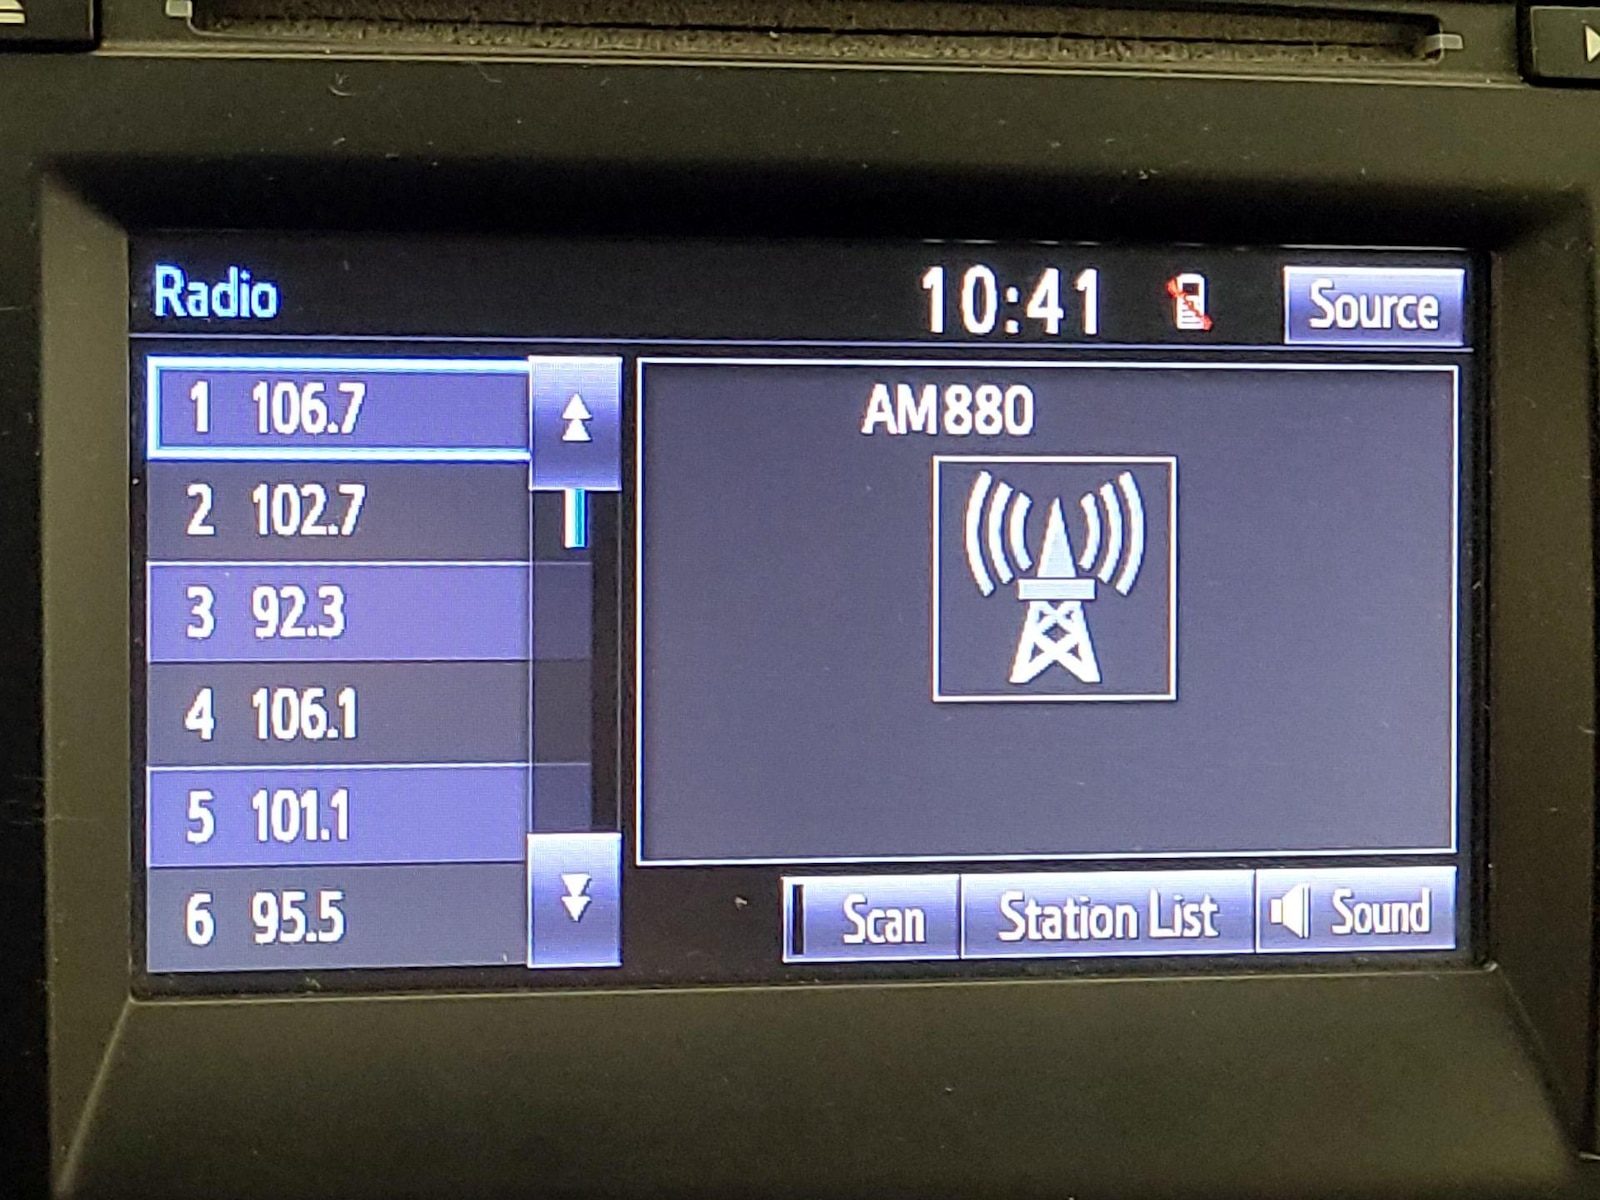 Radio 10:41 Source
1 106.7
AM880
2 102.7
3 92.3
4 106.1
5 101.1
6 95.5
Scan Station List Sound